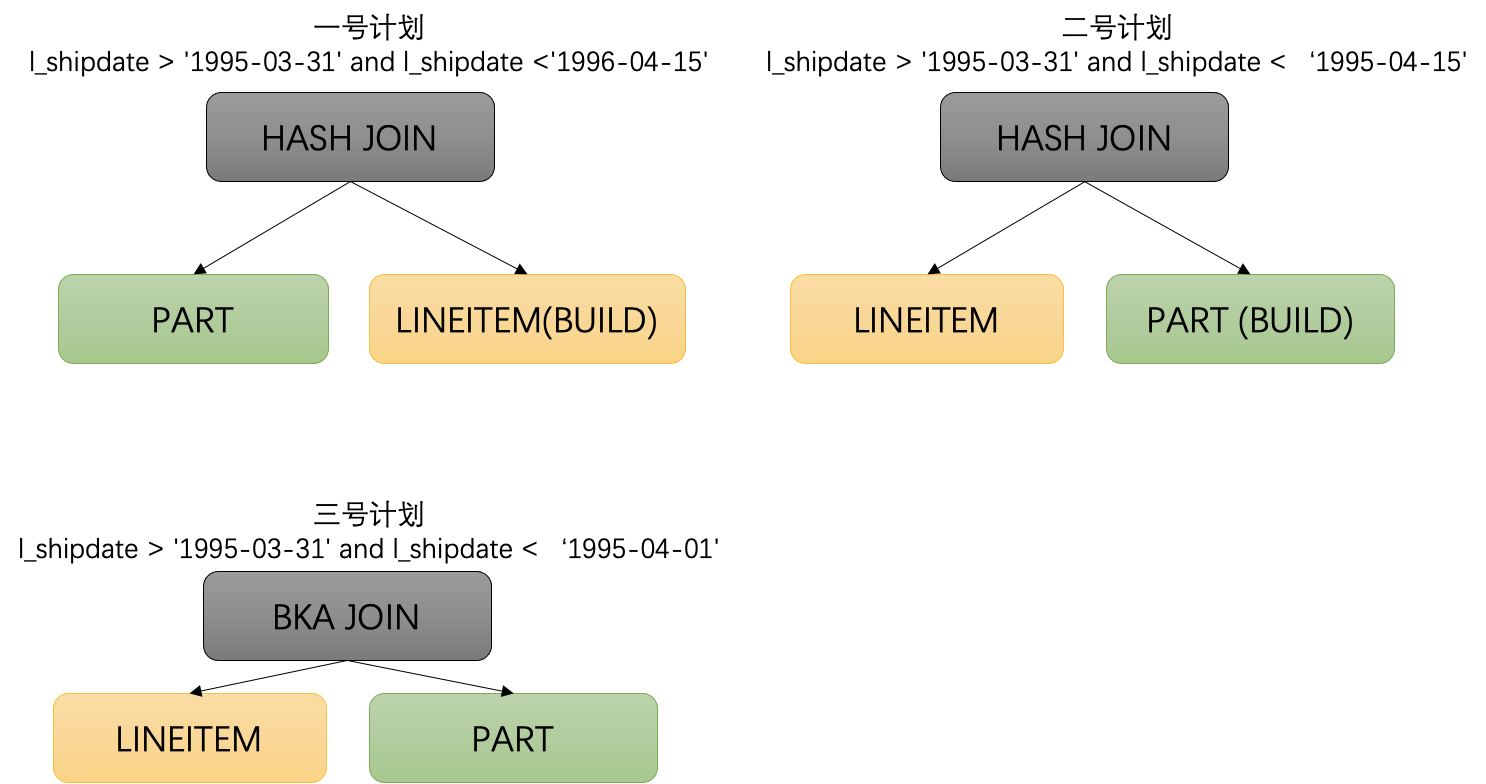 一号计划
l_shipdate > '1995-03-31' and l_shipdate <'1996-04-15'
HASH JOIN
PART
LINEITEM(BUILD)
二号计划
l_shipdate > '1995-03-31' and l_shipdate < ‘1995-04-15'
HASH JOIN
LINEITEM
PART (BUILD)
三号计划
l_shipdate > '1995-03-31' and l_shipdate < ‘1995-04-01'
BKA JOIN
LINEITEM
PART